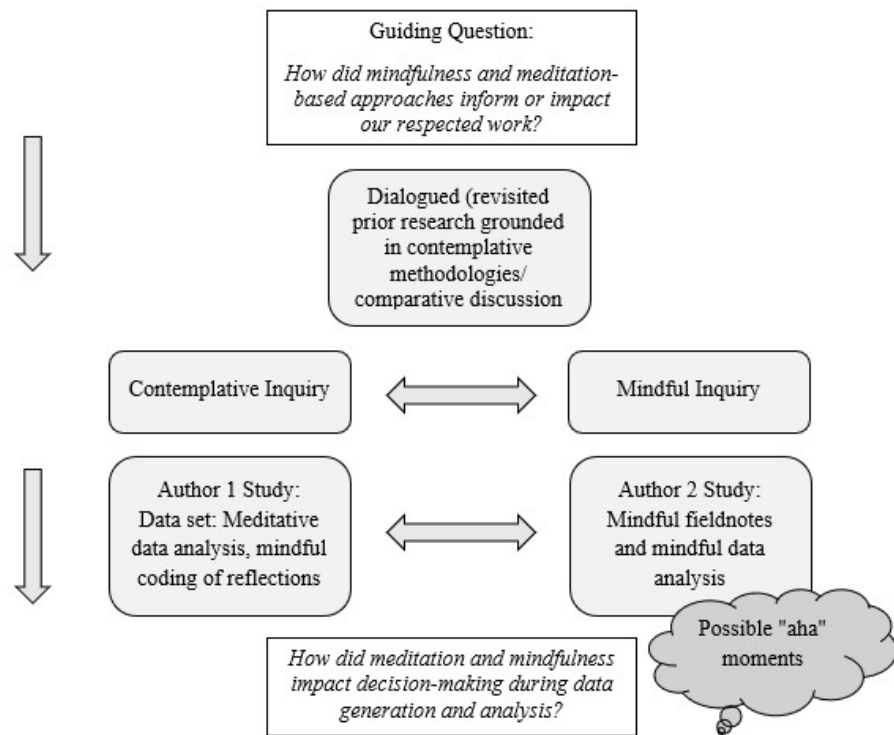 Guiding Question:
How did mindfulness and meditation-
based approaches inform or impact
our respected work?
Dialogued (revisited
prior research grounded
in contemplative
methodologies/
comparative discussion
Contemplative Inquiry
Mindful Inquiry
Author 1 Study:
Data set: Meditative
data analysis, mindful
coding of reflections
Author 2 Study:
Mindful fieldnotes
and mindful data
analysis
Possible "aha"
moments
How did meditation and mindfulness
impact decision-making during data
generation and analysis?